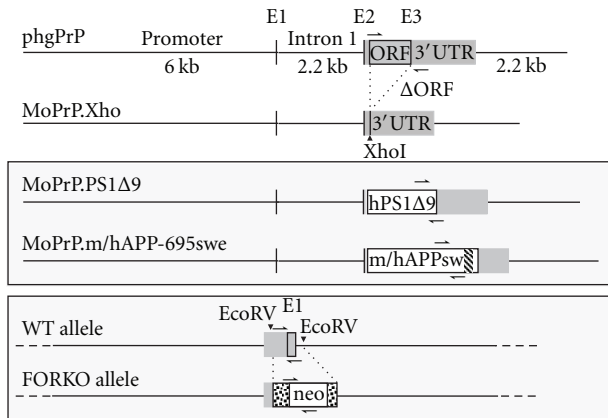 E1 E2 E3
phgPrP Promoter Intron 1 ORF 3′UTR
6 kb 2.2 kb 2.2 kb
ΔORF
MoPrP.Xho 3′UTR
XhoI
MoPrP.PS1Δ9
hPS1Δ9
MoPrP.m/hAPP-695swe
m/hAPPsw
EcoRV E1 EcoRV
WT allele
FORKO allele
neo